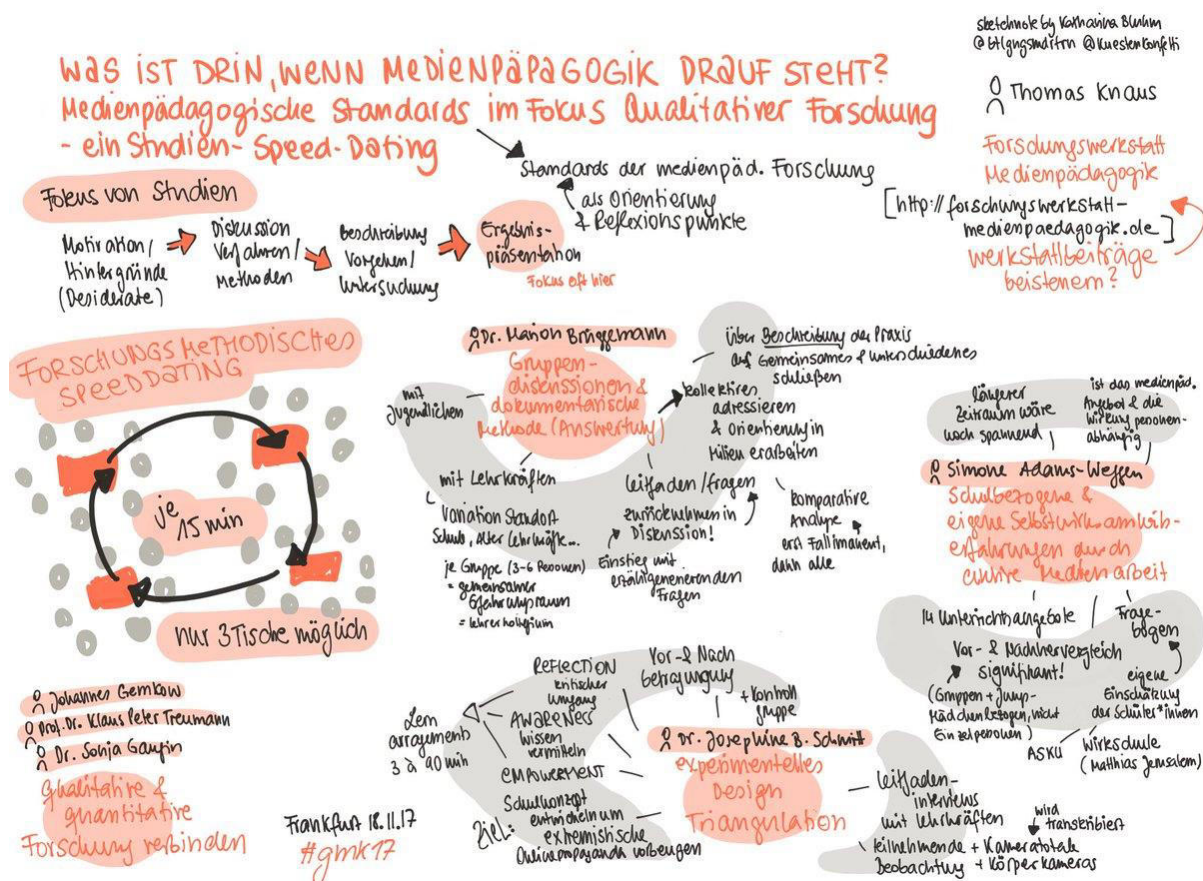 sketchnote by Katharina Bluhm
@btlgngsmdrtrn @kuestenkonfetti
WAS IST DRIN, WENN MEDIENPÄPAGOGIK DRAUF STEHT?
Medienpädagogische Standards im Fokus Qualitativer Forschung
- ein Studien-Speed-Dating
Thomas Knaus
Forschungswerkstatt
Medienpädagogik
[http://forschungswerkstatt-
medienpaedagogik.de]
Werkstattbeiträge
beisteuern?
Standards der medienpäd. Forschung
als Orientierung
& Reflexionspunkte
Fokus von Studien
Motivation/
Hintergründe
(Desiderate)
Diskussion
Verfahren/
Methoden
Beschreibung
Vorgehen/
Untersuchung
Ergebnis-
präsentation
Fokus oft hier
FORSCHUNGSMETHODISCHES
SPEEDDATING
je
15 min
nur 3 Tische möglich
Dr. Marion Brüggemann
Gruppen-
diskussionen &
dokumentarische
Methode (Auswertung)
mit
Jugendlichen
mit Lehrkräften
Variation Standort
Schule, Alter Lehrkräfte...
je Gruppe (3-6 Personen)
= gemeinsamer
Erfahrungsraum
= Lehrerkollegium
Leitfaden/Fragen
zurücknehmen in
Diskussion!
Einstieg mit
Fragen
kollektives
adressieren
& Orientierung in
Milieu erarbeiten
über Beschreibung der Praxis
auf Gemeinsames & unterschiedenes
schließen
komparative
Analyse
erst Fallimanent,
dann alle
längerer
Zeitraum wäre
noch spannend
ist das medienpäd.
Angebot & die
Wirkung personen-
abhängig
Simone Adams-Weggen
Schulbezogene &
eigene Selbstwirksamkeits-
erfahrungen durch
aktive Medienarbeit
14 Unterrichtsangebote
Vor- & Nachhervergleich
signifikant!
(Gruppen + Jungs-
Mädchenbezogen, nicht
Einzelpersonen)
Frage-
bogen
eigene
Einschätzung
der Schüler*innen
ASKU
Wirkschule
(Matthias Jerusalem)
Johannes Gemkow
Prof. Dr. Klaus Peter Treumann
Dr. Sonja Ganguin
qualitative &
quantitative
Forschung verbinden
Frankfurt 18.11.17
#gmk17
Lern
arrangement
3 à 90 min
REFLECTION
kritischer
Umgang
AWARENESS
Wissen
vermitteln
EMPOWERMENT
Ziel:
Schulkonzept
entwickeln um
extremistische
Onlinepropaganda vorbeugen
Vor- & Nach
befragung
+ Kontroll
gruppe
Dr. Josephine B. Schmitt
experimentelles
Design
Triangulation
Leitfaden-
interviews
mit Lehrkräften
wird
transkribiert
teilnehmende + Kameratotale
Beobachtung + Körperkameras